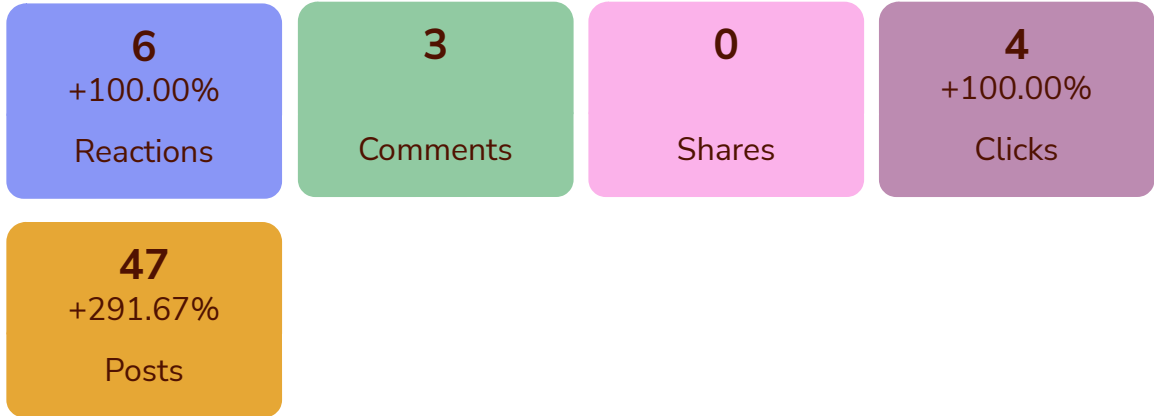 6
+100.00%
Reactions
3
Comments
0
Shares
4
+100.00%
Clicks
47
+291.67%
Posts